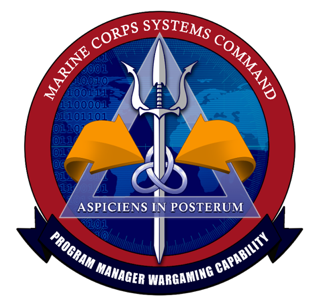 MARINE CORPS SYSTEMS COMMAND
ASPICIENS IN POSTERUM
PROGRAM MANAGER WARGAMING CAPABILITY